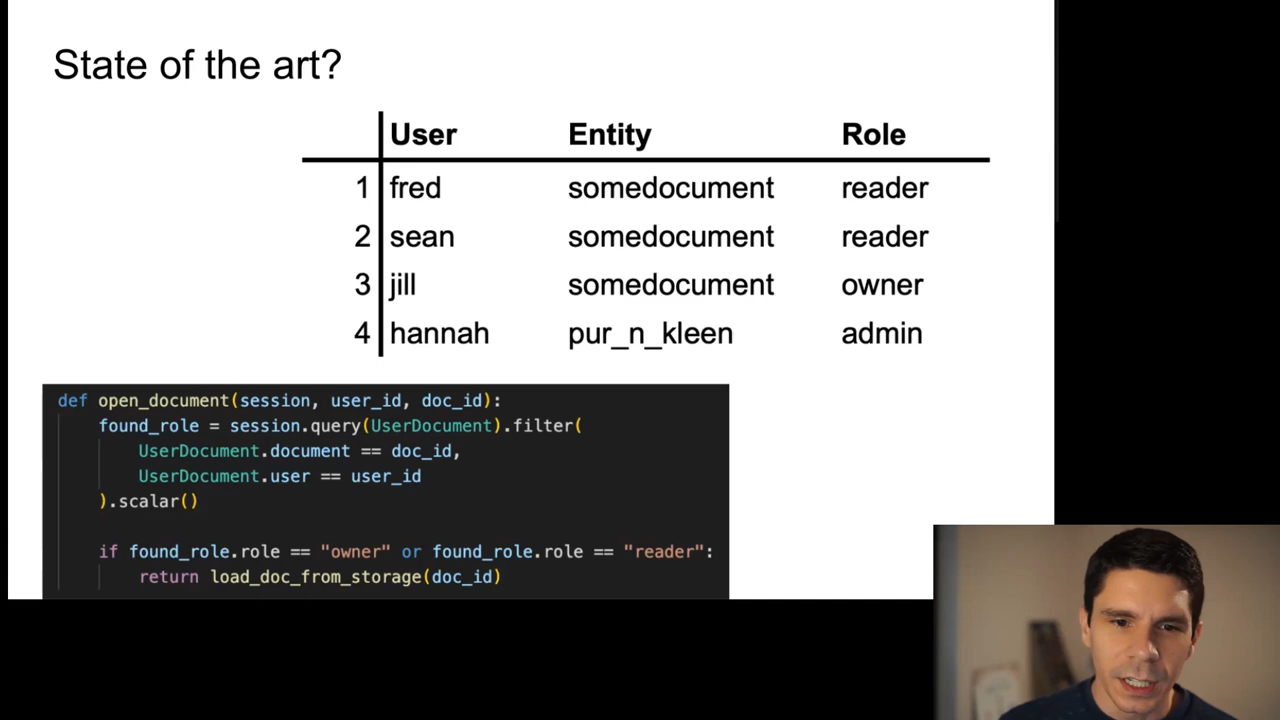 State of the art?
User Entity Role
1 fred somedocument reader
2 sean somedocument reader
3 jill somedocument owner
4 hannah pur_n_kleen admin
def open_document(session, user_id, doc_id):
    found_role = session.query(UserDocument).filter(
        UserDocument.document == doc_id,
        UserDocument.user == user_id
    ).scalar()
    if found_role.role == "owner" or found_role.role == "reader":
        return load_doc_from_storage(doc_id)